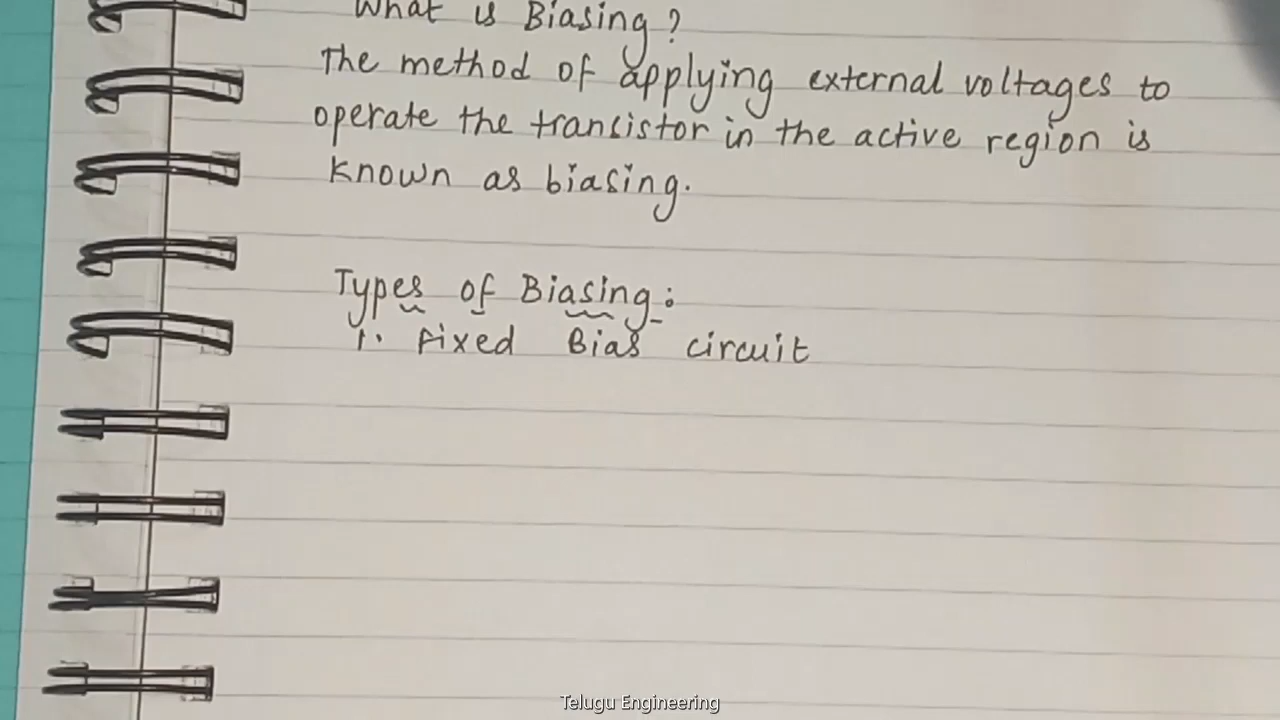 What is Biasing?
The method of applying external voltages to
operate the transistor in the active region is
known as biasing.
Types of Biasing:
1. Fixed Bias circuit
Telugu Engineering